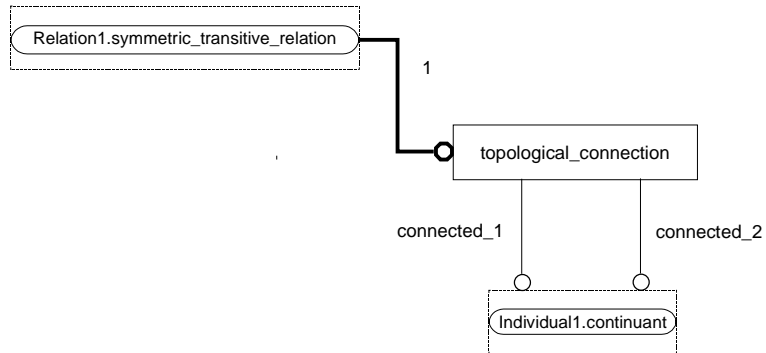 Relation1.symmetric_transitive_relation
1
topological_connection
connected_1
connected_2
Individual1.continuant